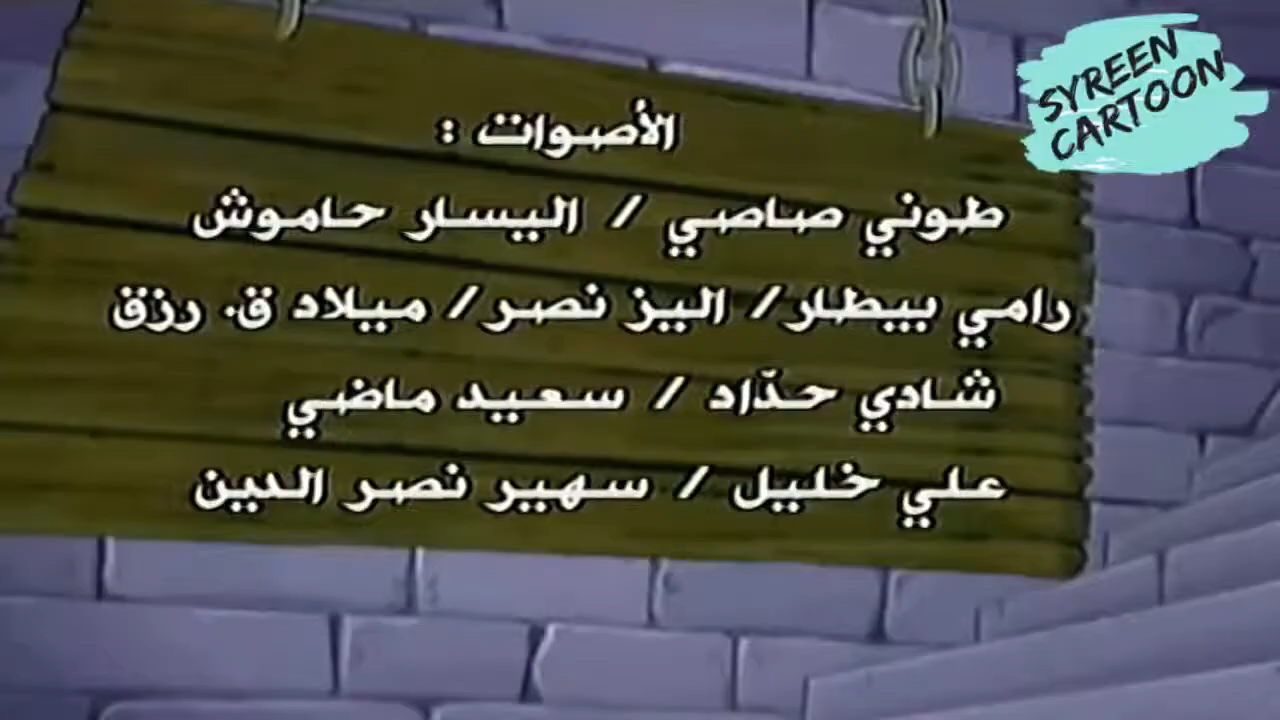 SYREEN
CARTOON
الأصوات :
طوني صاصي / اليسار حاموش
رامي بيطار/ اليز نصر/ ميلاد ق. رزق
شادي حدّاد / سعيد ماضي
علي خليل / سهير نصر الدين